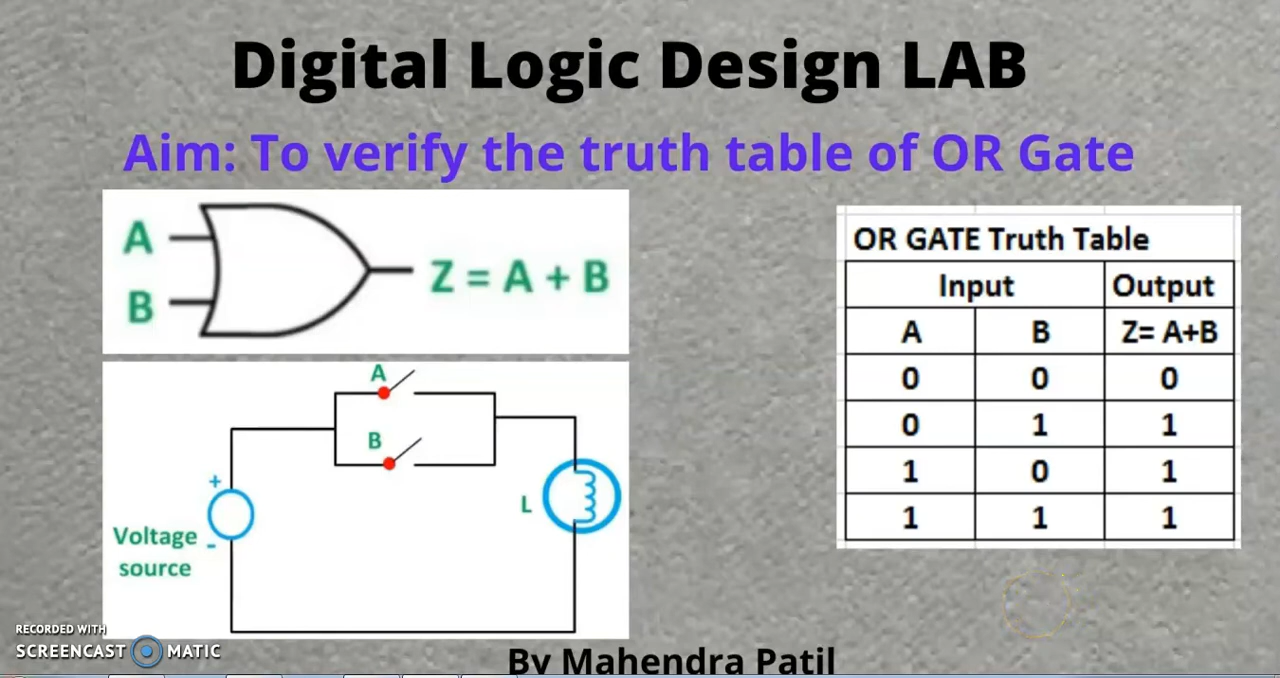 Digital Logic Design LAB
Aim: To verify the truth table of OR Gate
A
B
Z = A + B
OR GATE Truth Table
Input Output
A B Z= A+B
0 0 0
0 1 1
1 0 1
1 1 1
A
B
+
L
Voltage
-
source
RECORDED WITH
SCREENCAST MATIC
By Mahendra Patil